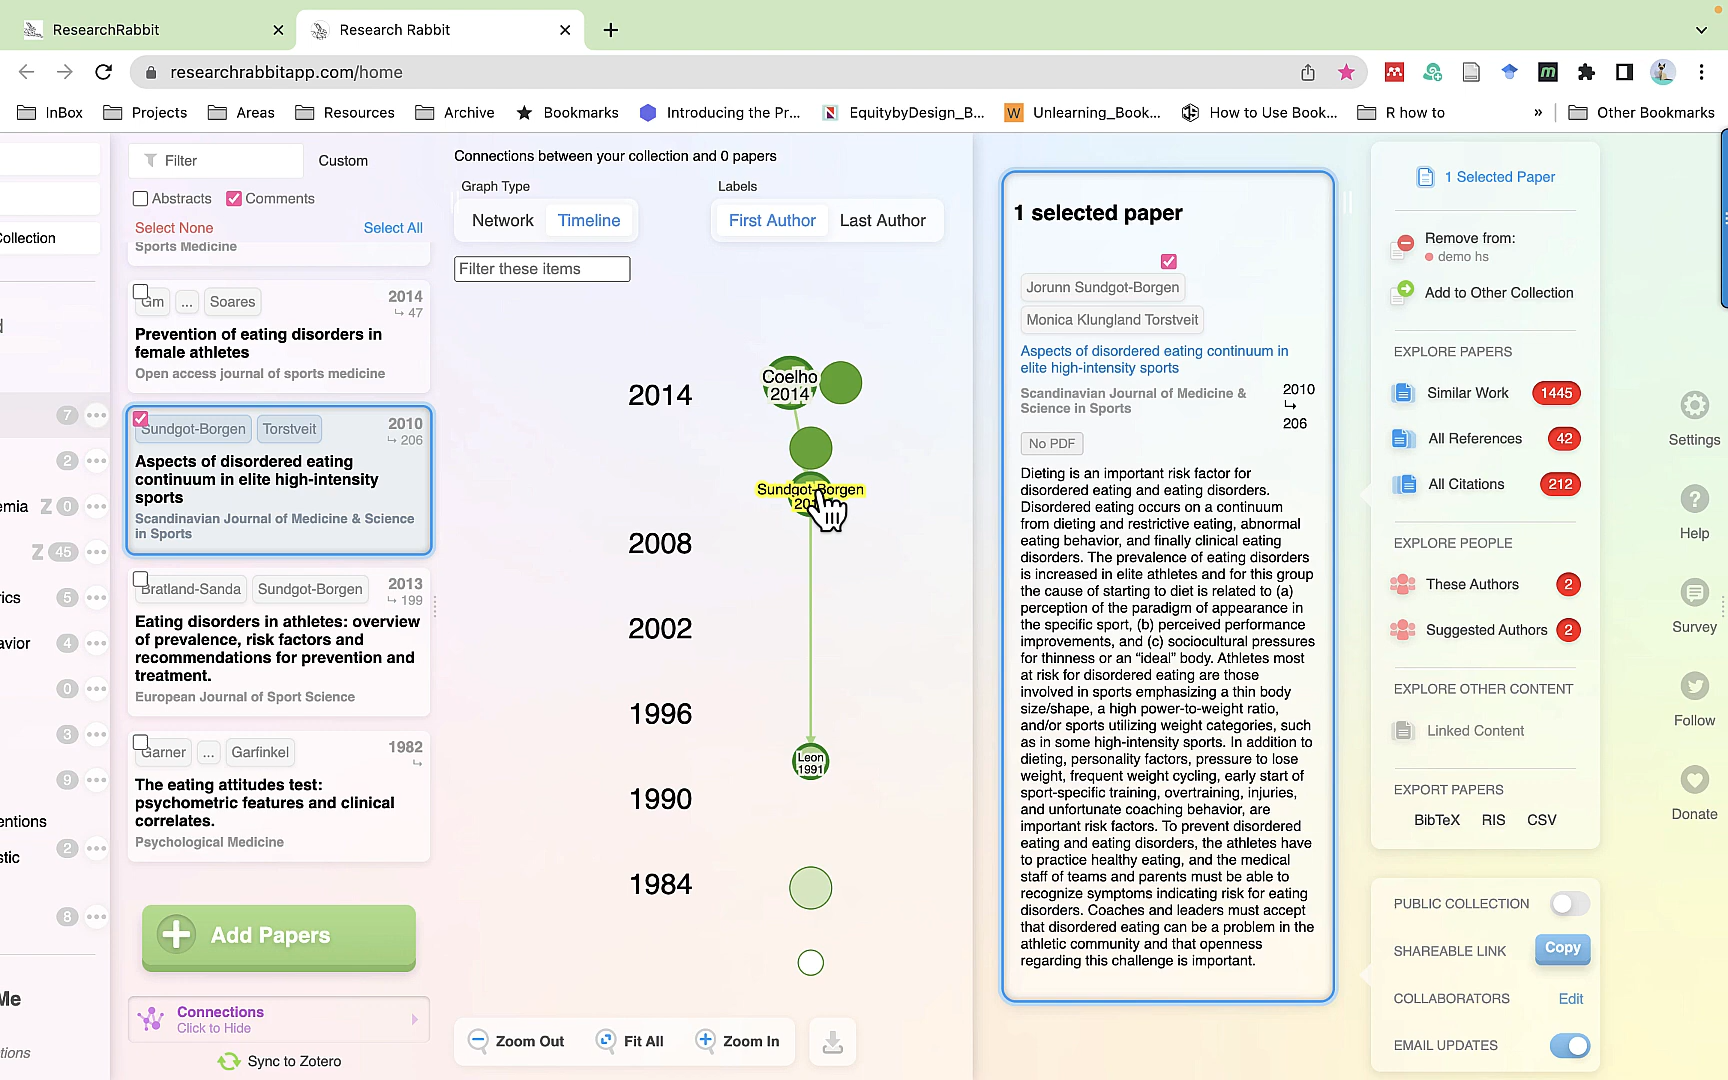 ResearchRabbit
Research Rabbit
researchrabbitapp.com/home
InBox
Projects
Areas
Resources
Archive
Bookmarks
Introducing the Pr...
EquitybyDesign_B...
Unlearning_Book...
How to Use Book...
R how to
»
Other Bookmarks
Collection
d
7
2
emia Z 0
Z 45
rics 5
avior 4
0
3
9
entions
stic 2
8
Me
tions
Filter
Custom
Abstracts
Comments
Select None
Select All
Sports Medicine
Gm
...
Soares
2014
47
Prevention of eating disorders in
female athletes
Open access journal of sports medicine
Sundgot-Borgen
Torstveit
2010
206
Aspects of disordered eating
continuum in elite high-intensity
sports
Scandinavian Journal of Medicine & Science
in Sports
Bratland-Sanda
Sundgot-Borgen
2013
199
Eating disorders in athletes: overview
of prevalence, risk factors and
recommendations for prevention and
treatment.
European Journal of Sport Science
Garner
...
Garfinkel
1982
The eating attitudes test:
psychometric features and clinical
correlates.
Psychological Medicine
Add Papers
Connections
Click to Hide
Sync to Zotero
Connections between your collection and 0 papers
Graph Type
Labels
Network
Timeline
First Author
Last Author
Filter these items
2014
2008
2002
1996
1990
1984
Coelho
2014
Sundgot-Borgen
Leon
1991
Zoom Out
Fit All
Zoom In
1 selected paper
Jorunn Sundgot-Borgen
Monica Klungland Torstveit
Aspects of disordered eating continuum in
elite high-intensity sports
Scandinavian Journal of Medicine &
Science in Sports
2010
206
No PDF
Dieting is an important risk factor for
disordered eating and eating disorders.
Disordered eating occurs on a continuum
from dieting and restrictive eating, abnormal
eating behavior, and finally clinical eating
disorders. The prevalence of eating disorders
is increased in elite athletes and for this group
the cause of starting to diet is related to (a)
perception of the paradigm of appearance in
the specific sport, (b) perceived performance
improvements, and (c) sociocultural pressures
for thinness or an “ideal” body. Athletes most
at risk for disordered eating are those
involved in sports emphasizing a thin body
size/shape, a high power-to-weight ratio,
and/or sports utilizing weight categories, such
as in some high-intensity sports. In addition to
dieting, personality factors, pressure to lose
weight, frequent weight cycling, early start of
sport-specific training, overtraining, injuries,
and unfortunate coaching behavior, are
important risk factors. To prevent disordered
eating and eating disorders, the athletes have
to practice healthy eating, and the medical
staff of teams and parents must be able to
recognize symptoms indicating risk for eating
disorders. Coaches and leaders must accept
that disordered eating can be a problem in the
athletic community and that openness
regarding this challenge is important.
1 Selected Paper
Remove from:
demo hs
Add to Other Collection
EXPLORE PAPERS
Similar Work 1445
All References 42
All Citations 212
EXPLORE PEOPLE
These Authors 2
Suggested Authors 2
EXPLORE OTHER CONTENT
Linked Content
EXPORT PAPERS
BibTeX RIS CSV
PUBLIC COLLECTION
SHAREABLE LINK Copy
COLLABORATORS Edit
EMAIL UPDATES
Settings
Help
Survey
Follow
Donate